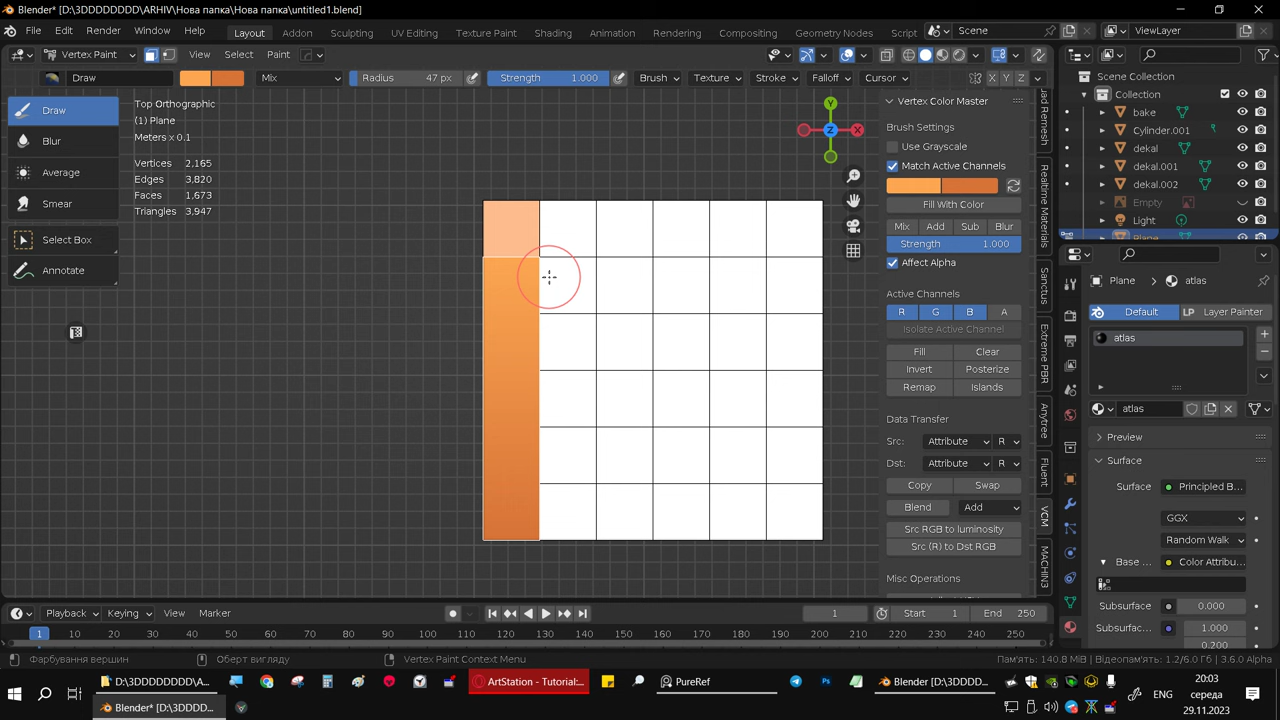 Blender* [D:\3DDDDDDDD\ARHIV\Нова папка\Нова папка\untitled1.blend]
File Edit Render Window Help Layout Adding Sculpting UV Editing Texture Paint Shading Animation Rendering Compositing Geometry Nodes Script Scene ViewLayer
Vertex Paint View Select Paint
Draw Mix Radius 47 px Strength 1.000 Brush Texture Stroke Falloff Cursor X Y Z
Draw
Blur
Average
Smear
Select Box
Annotate
Top Orthographic
(1) Plane
Meters x 0.1
Vertices 2,165
Edges 3,820
Faces 1,673
Triangles 3,947
Y
Z X
Vertex Color Master
Brush Settings
Use Grayscale
Match Active Channels
Fill With Color
Mix Add Sub Blur
Strength 1.000
Affect Alpha
Active Channels
R G B A
Isolate Active Channel
Fill Clear
Invert Posterize
Remap Islands
Data Transfer
Src: Attribute R
Dst: Attribute R
Copy Swap
Blend Add
Src RGB to luminosity
Src (R) to Dst RGB
Misc Operations
uad Remesh
Realtime Materials
Sanctus
Extreme PBR
Anytree
Fluent
VCM
MACHIN3
Scene Collection
Collection
bake
Cylinder.001
dekal
dekal.001
dekal.002
Empty
Light
Plane
Plane atlas
Default LP Layer Painter
atlas
atlas
Preview
Surface
Surface Principled B...
GGX
Random Walk
Base ... Color Attribu...
Subsurface 0.000
Subsurfac... 1.000
0.200
Playback Keying View Marker 1 Start 1 End 250
1 10 20 30 40 50 60 70 80 90 100 110 120 130 140 150 160 170 180 190 200 210 220 230 240 250
Фарбування вершин Оберт вигляду Vertex Paint Context Menu Пам'ять: 140.8 MB | Відеопам'ять: 1.2/6.0 Гб | 3.6.0 Alpha
D:\3DDDDDDDD\A... ArtStation - Tutorial:... PureRef Blender [D:\3DDD...
Blender* [D:\3DDDD...
ENG
20:03
середа
29.11.2023